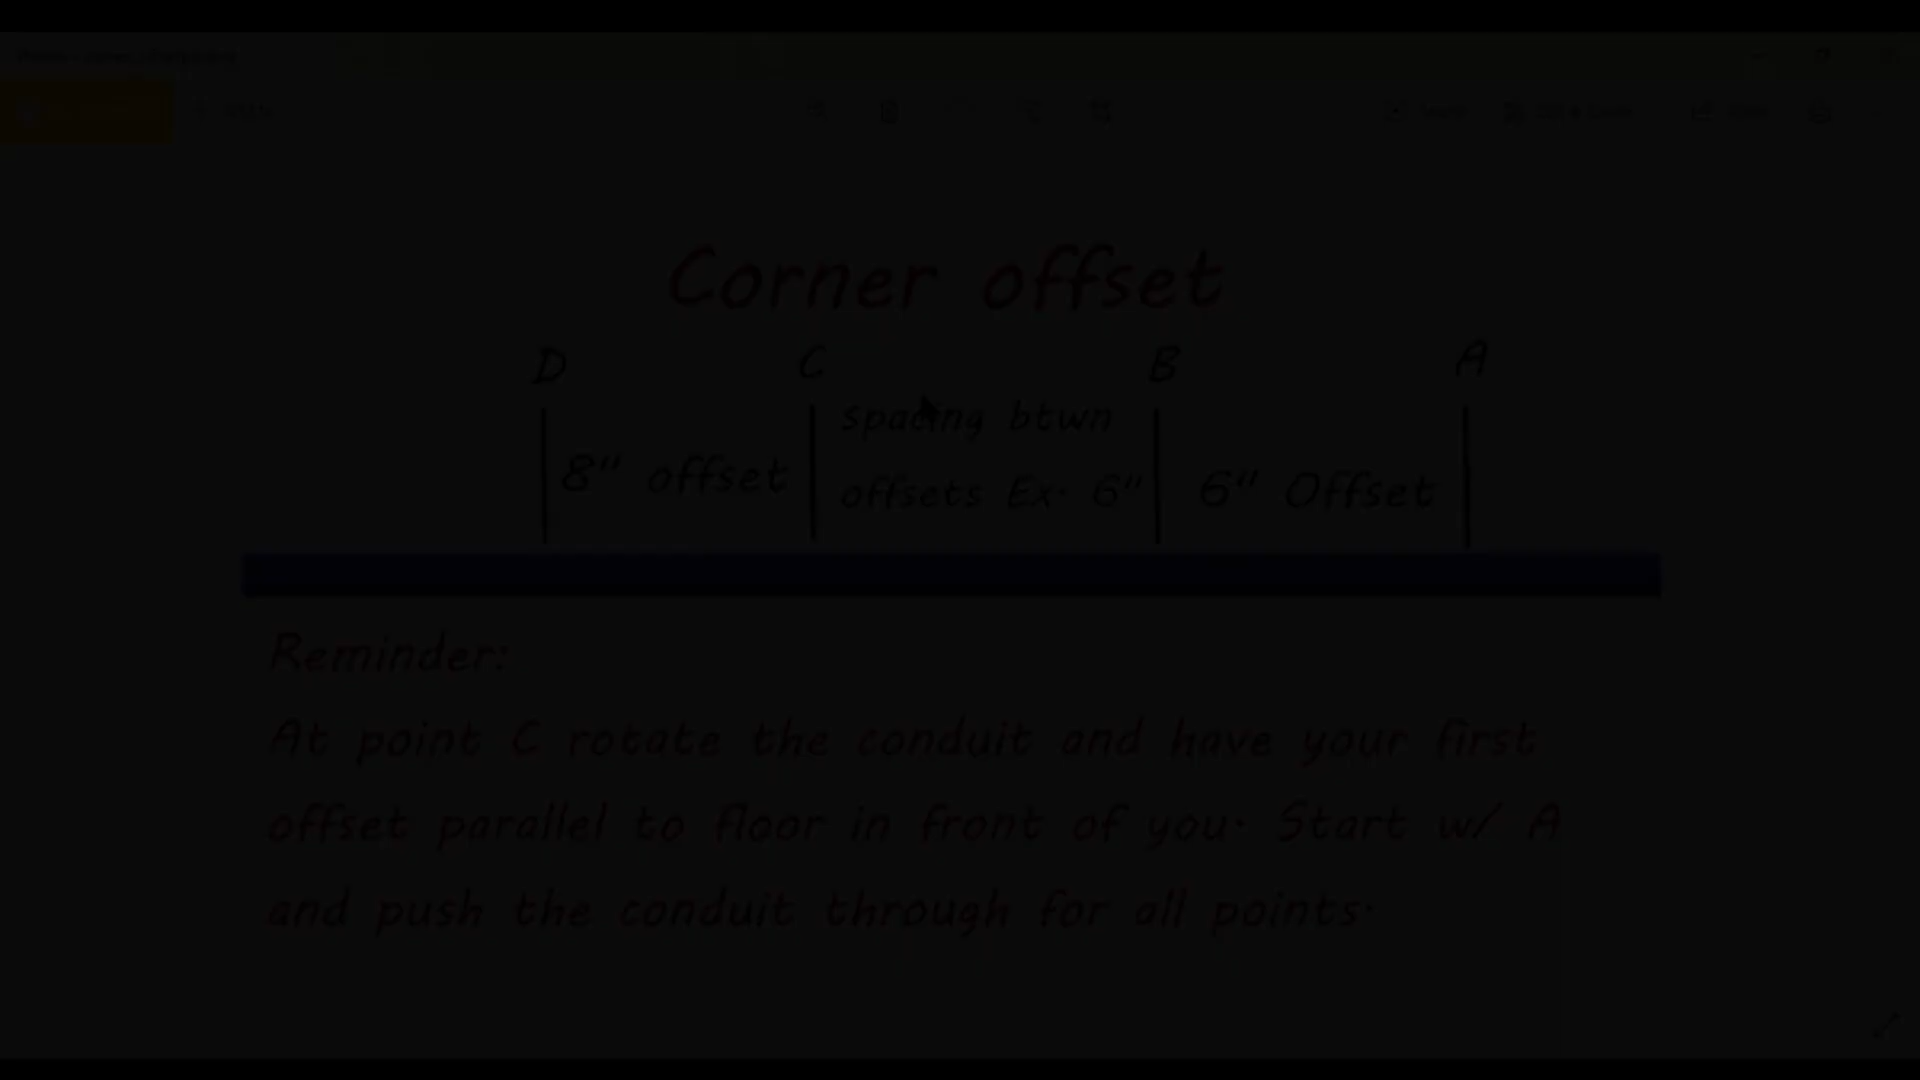 Corner offset
D C B A
8" offset
spacing btwn
offsets Ex. 6"
6" Offset
Reminder:
At point C rotate the conduit and have your first
offset parallel to floor in front of you. Start w/ A
and push the conduit through for all points.